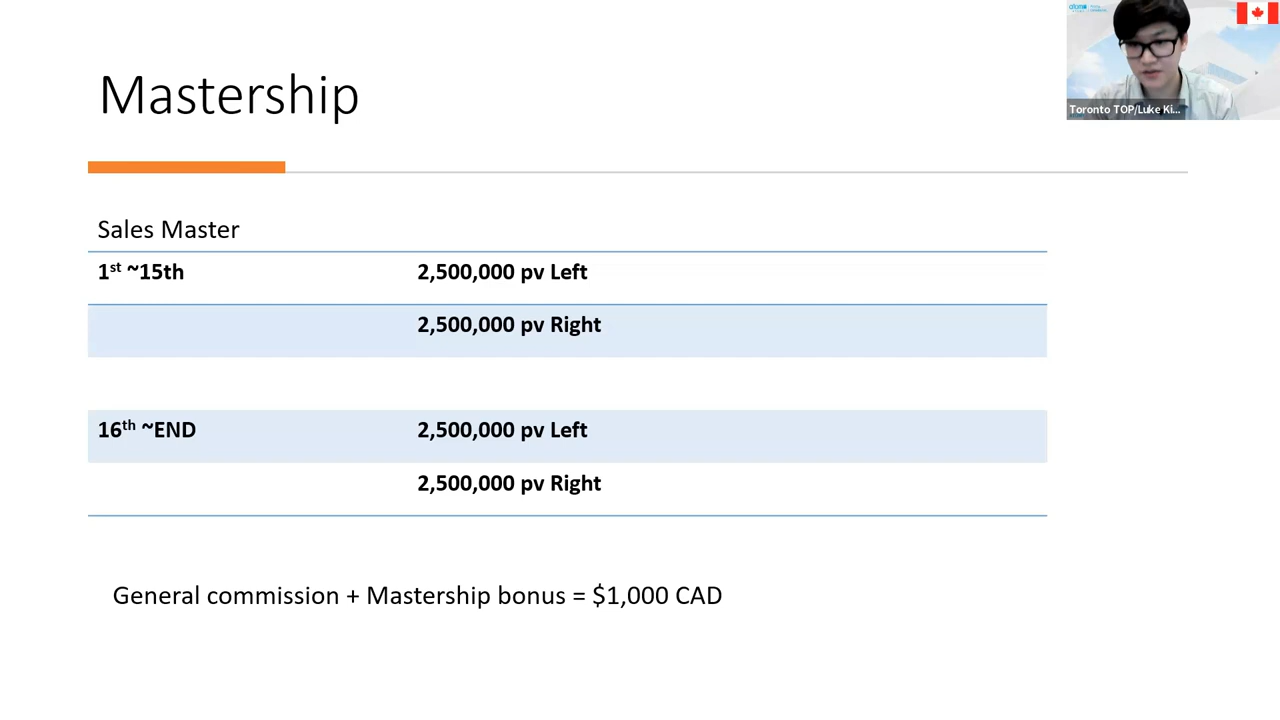 Mastership
Toronto TOP/Luke Ki...
Sales Master
1st ~15th 2,500,000 pv Left
2,500,000 pv Right
16th ~END 2,500,000 pv Left
2,500,000 pv Right
General commission + Mastership bonus = $1,000 CAD